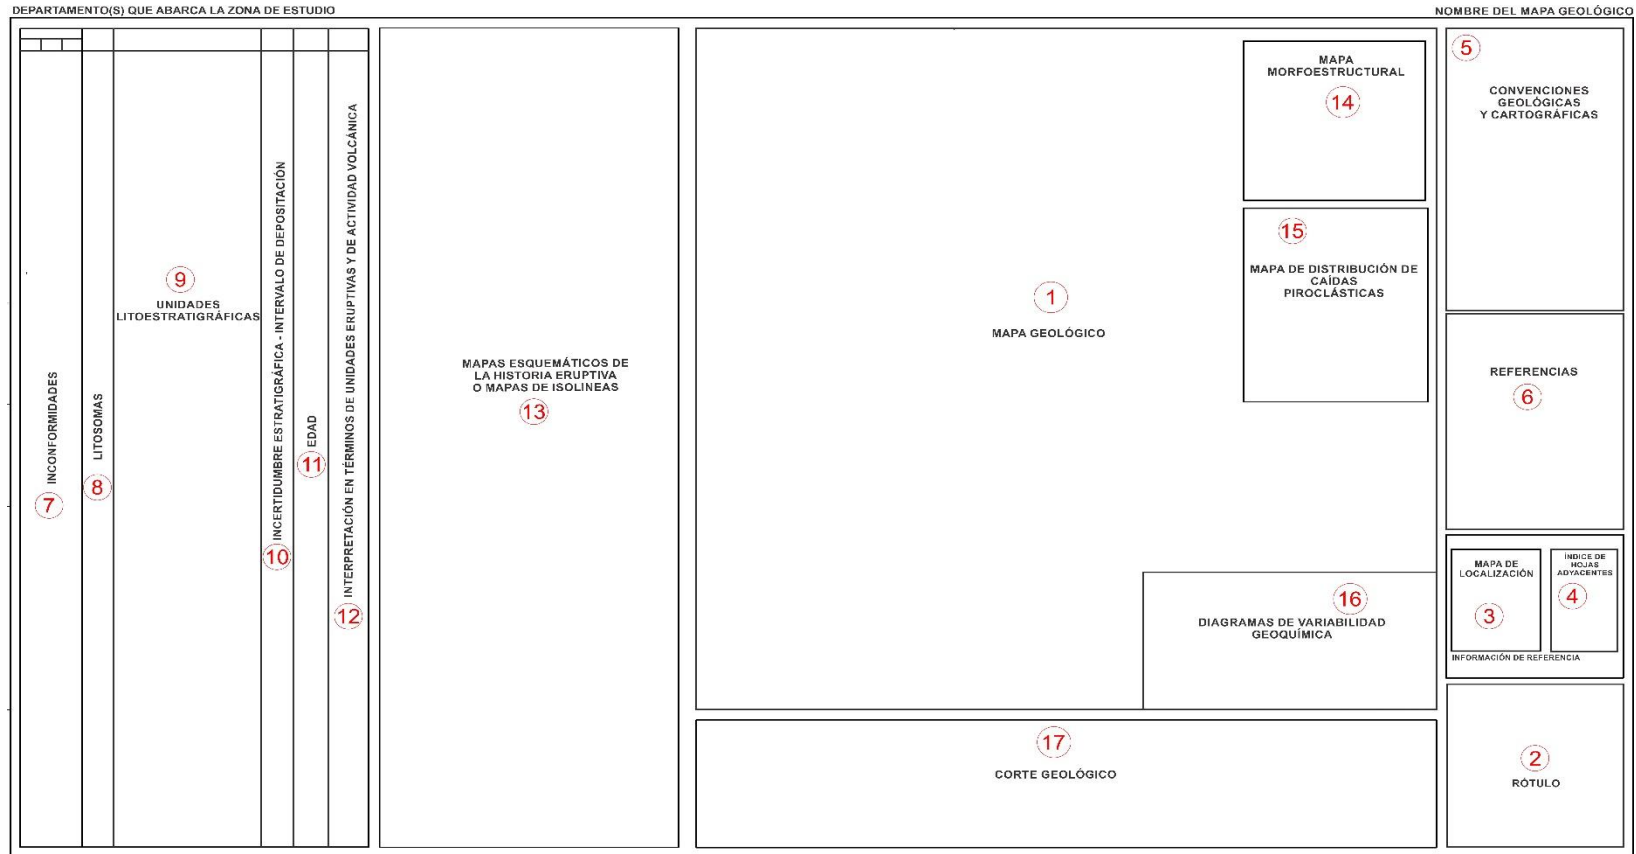 DEPARTAMENTO(S) QUE ABARCA LA ZONA DE ESTUDIO
NOMBRE DEL MAPA GEOLÓGICO
INCONFORMIDADES
7
LITOSOMAS
8
9
UNIDADES
LITOESTRATIGRÁFICAS
INCERTIDUMBRE ESTRATIGRÁFICA - INTERVALO DE DEPOSITACIÓN
10
EDAD
11
INTERPRETACIÓN EN TÉRMINOS DE UNIDADES ERUPTIVAS Y DE ACTIVIDAD VOLCÁNICA
12
MAPAS ESQUEMÁTICOS DE
LA HISTORIA ERUPTIVA
O MAPAS DE ISOLINEAS
13
1
MAPA GEOLÓGICO
MAPA
MORFOESTRUCTURAL
14
15
MAPA DE DISTRIBUCIÓN DE
CAÍDAS
PIROCLÁSTICAS
16
DIAGRAMAS DE VARIABILIDAD
GEOQUÍMICA
17
CORTE GEOLÓGICO
5
CONVENCIONES
GEOLÓGICAS
Y CARTOGRÁFICAS
REFERENCIAS
6
MAPA DE
LOCALIZACIÓN
3
ÍNDICE DE
HOJAS
ADYACENTES
4
INFORMACIÓN DE REFERENCIA
2
RÓTULO